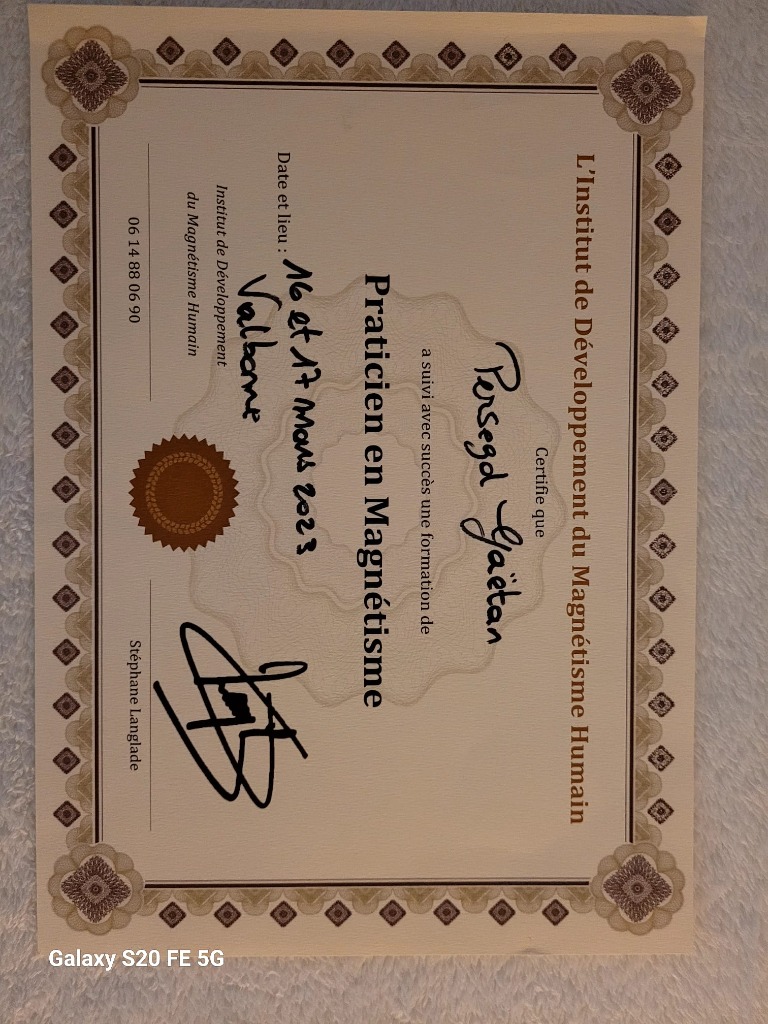 L'Institut de Développement du Magnétisme Humain
Certifie que
Persegol Gaëtan
a suivi avec succès une formation de
Praticien en Magnétisme
Date et lieu : 16 et 17 Mars 2023
Valbonne
Institut de Développement
du Magnétisme Humain
06 14 88 06 90
Stéphane Langlade
Galaxy S20 FE 5G